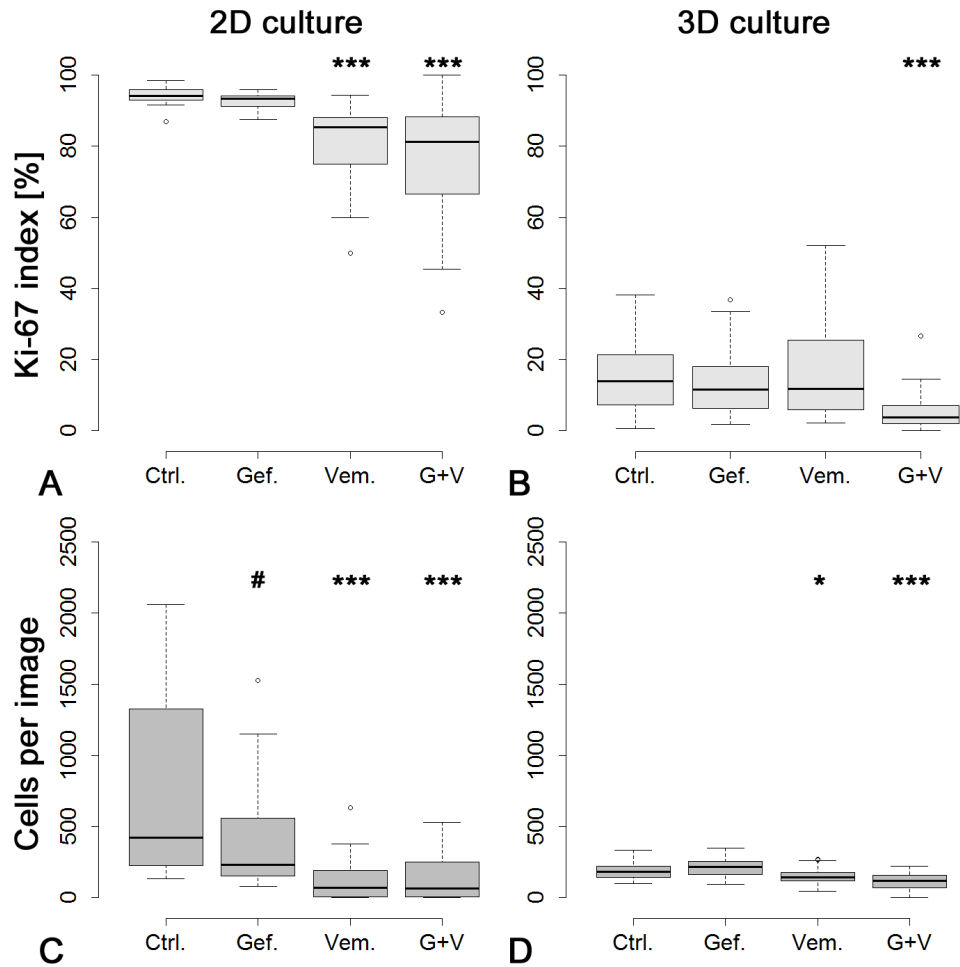 2D culture
3D culture
*** ***
***
Ki-67 index [%]
0 20 40 60 80 100
0 20 40 60 80 100
A
Ctrl. Gef. Vem. G+V
B
Ctrl. Gef. Vem. G+V
# *** ***
* ***
Cells per image
0 500 1000 1500 2000 2500
0 500 1000 1500 2000 2500
C
Ctrl. Gef. Vem. G+V
D
Ctrl. Gef. Vem. G+V